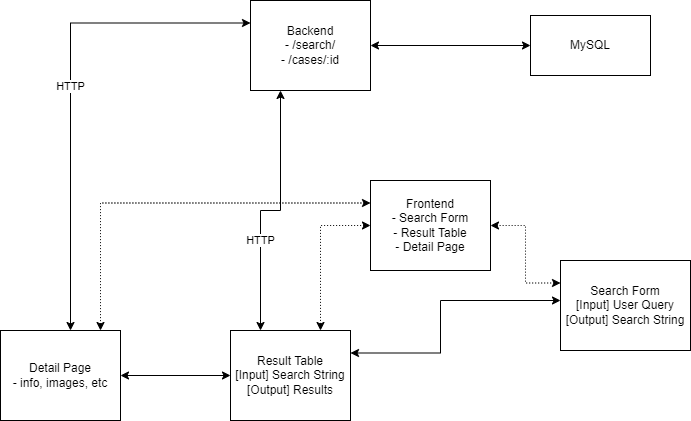 Backend
- /search/
- /cases/:id
MySQL
HTTP
Frontend
- Search Form
- Result Table
- Detail Page
HTTP
Search Form
[Input] User Query
[Output] Search String
Detail Page
- info, images, etc
Result Table
[Input] Search String
[Output] Results